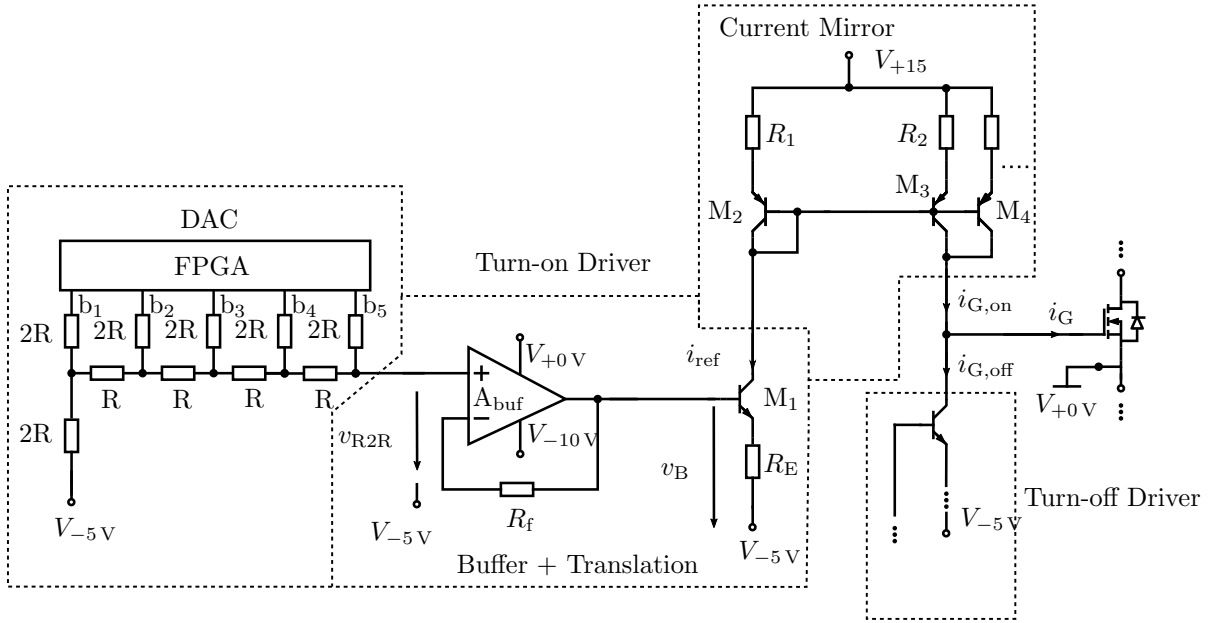 Current Mirror
V+15
R1
R2
M3
M2
M4
DAC
FPGA
Turn-on Driver
b1 b2 b3 b4 b5
2R 2R 2R 2R 2R
R R R R
2R
V−5 V
iG,on
iG
iG,off
V+0 V
iref
V+0 V
+
Abuf
−
V−10 V
M1
vR2R
vB
RE
Rf
V−5 V
V−5 V
V−5 V
Turn-off Driver
Buffer + Translation